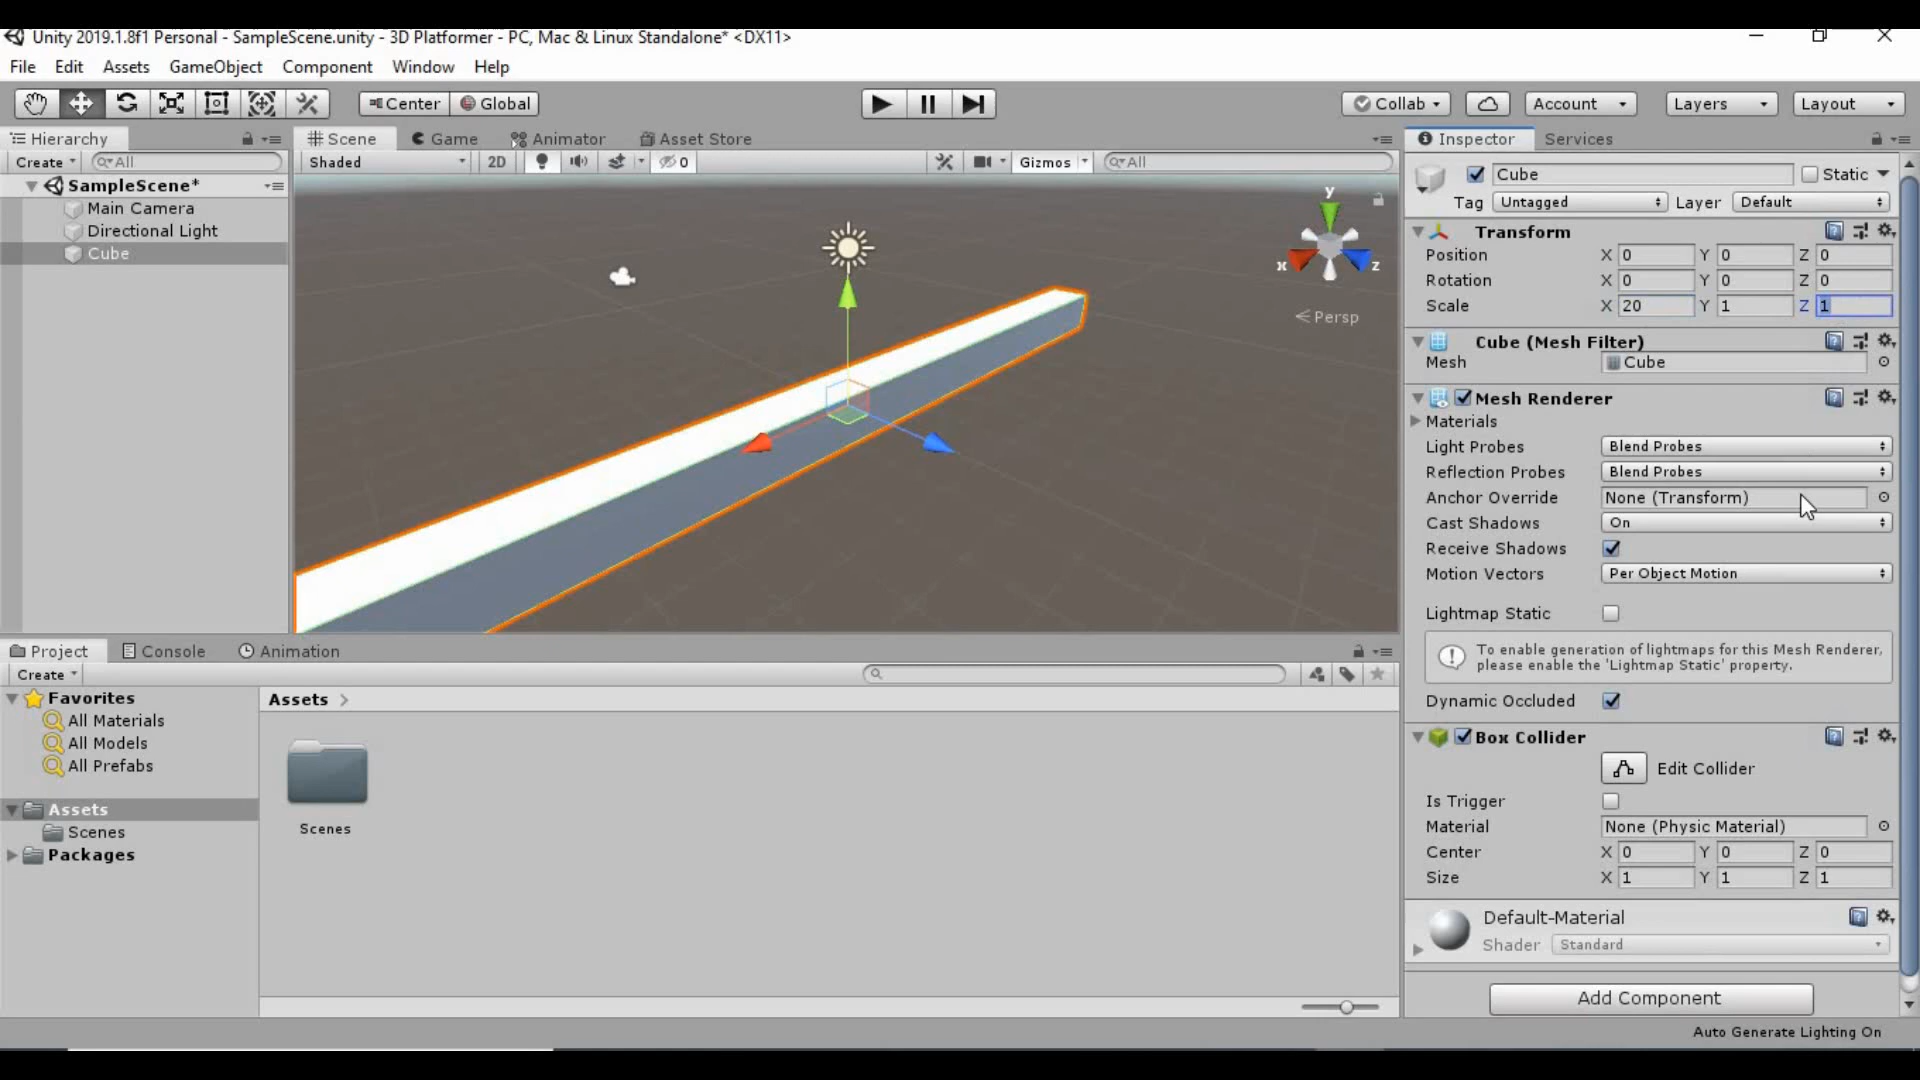 Unity 2019.1.8f1 Personal - SampleScene.unity - 3D Platformer - PC, Mac & Linux Standalone* <DX11>
File Edit Assets GameObject Component Window Help
Center Global Collab Account Layers Layout
Hierarchy
Create All
SampleScene*
Main Camera
Directional Light
Cube
Scene Game Animator Asset Store
Shaded 2D 0 Gizmos All
y
x z
Persp
Inspector Services
Cube Static
Tag Untagged Layer Default
Transform
Position X 0 Y 0 Z 0
Rotation X 0 Y 0 Z 0
Scale X 20 Y 1 Z 1
Cube (Mesh Filter)
Mesh Cube
Mesh Renderer
Materials
Light Probes Blend Probes
Reflection Probes Blend Probes
Anchor Override None (Transform)
Cast Shadows On
Receive Shadows
Motion Vectors Per Object Motion
Lightmap Static
To enable generation of lightmaps for this Mesh Renderer,
please enable the 'Lightmap Static' property.
Dynamic Occluded
Box Collider
Edit Collider
Is Trigger
Material None (Physic Material)
Center X 0 Y 0 Z 0
Size X 1 Y 1 Z 1
Default-Material
Shader Standard
Add Component
Project Console Animation
Create
Favorites
All Materials
All Models
All Prefabs
Assets
Scenes
Packages
Assets
Scenes
Auto Generate Lighting On